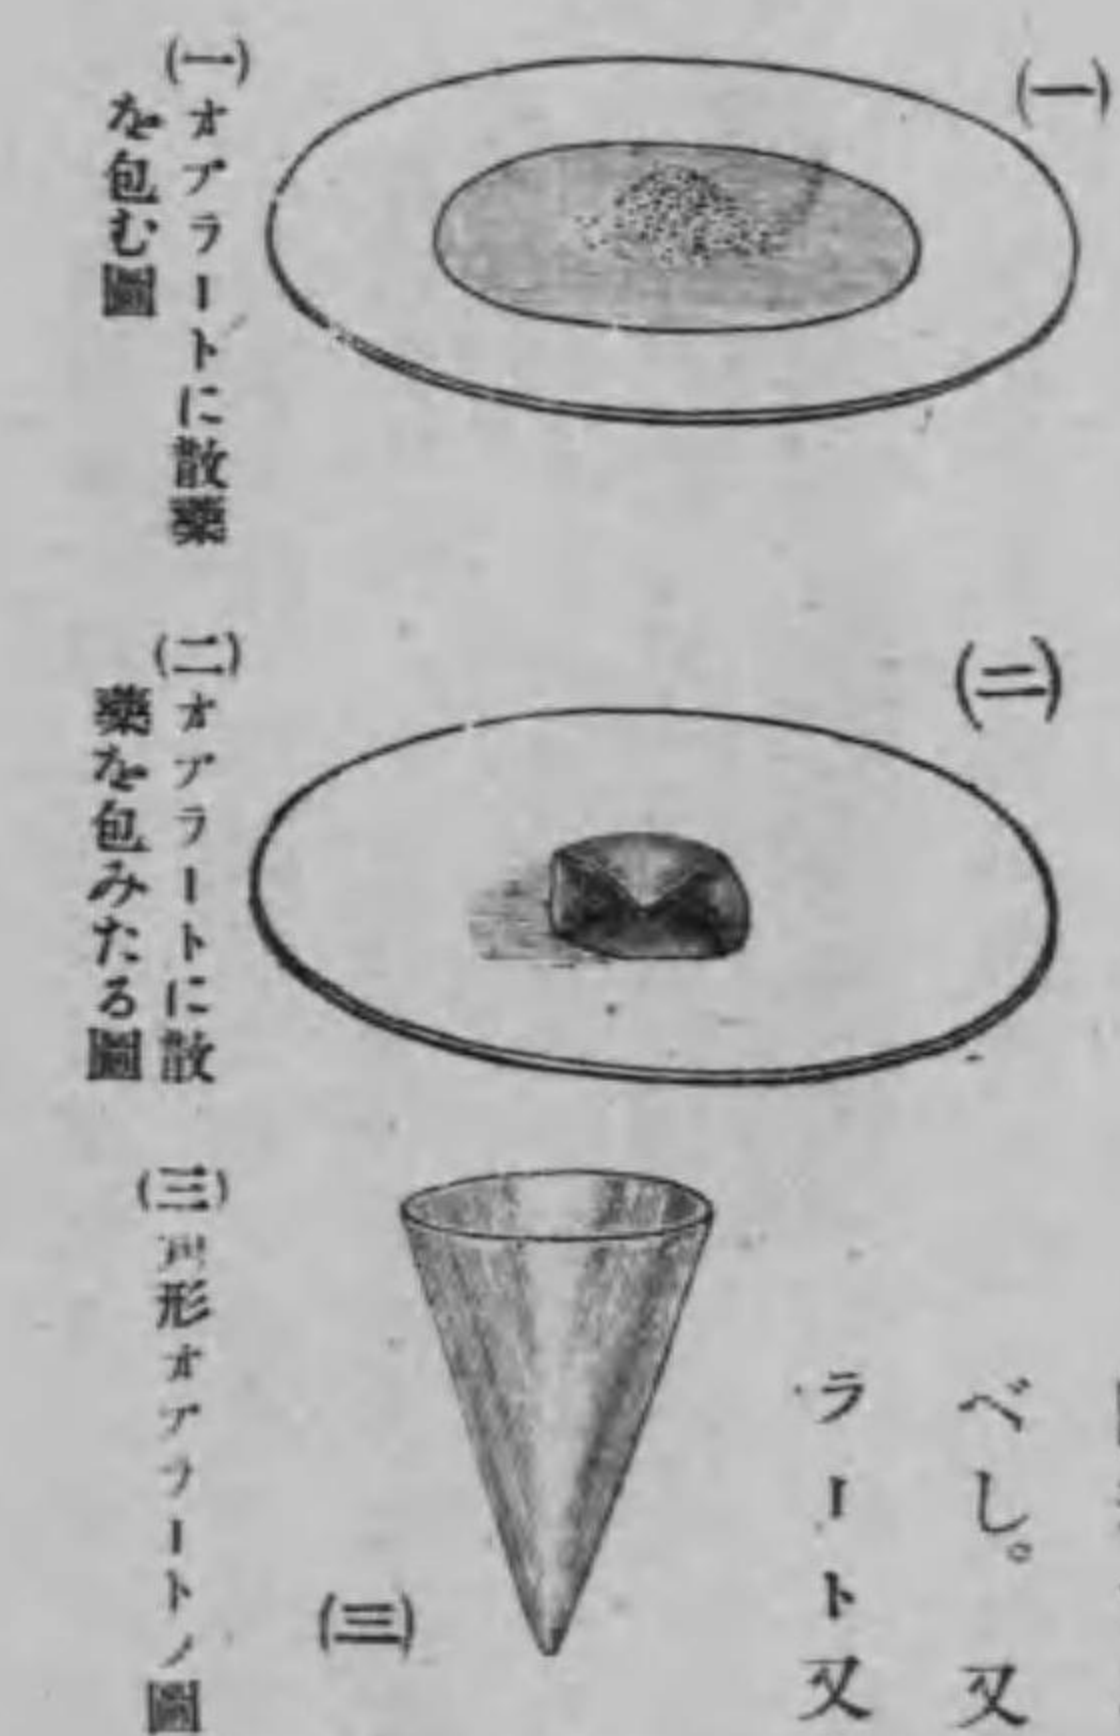 (一)
(一)オブラートに散藥
を包む圖
(二)
(二)オブラートに散
藥を包みたる圖
(三)
(三)形オブラートノ圖
べし。又
ラート又